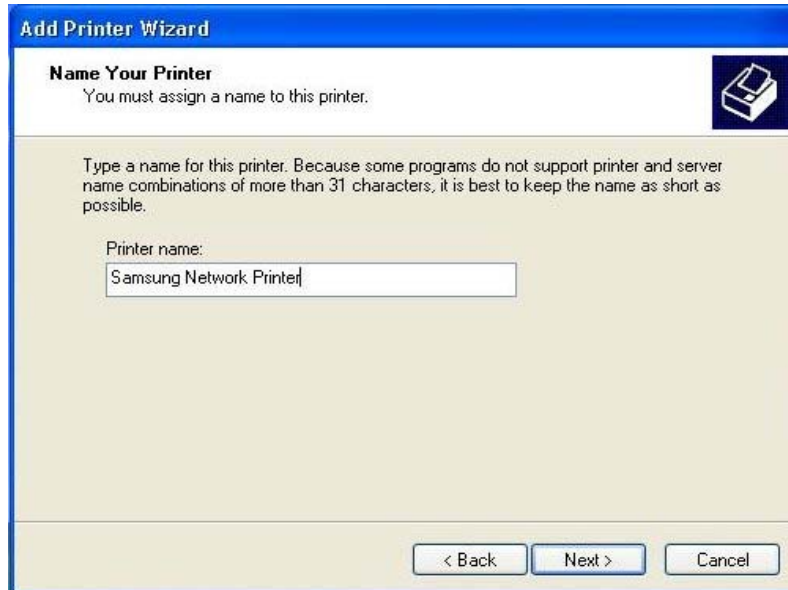 Add Printer Wizard
Name Your Printer
You must assign a name to this printer.
Type a name for this printer. Because some programs do not support printer and server
name combinations of more than 31 characters, it is best to keep the name as short as
possible.
Printer name:
Samsung Network Printer
< Back
Next >
Cancel